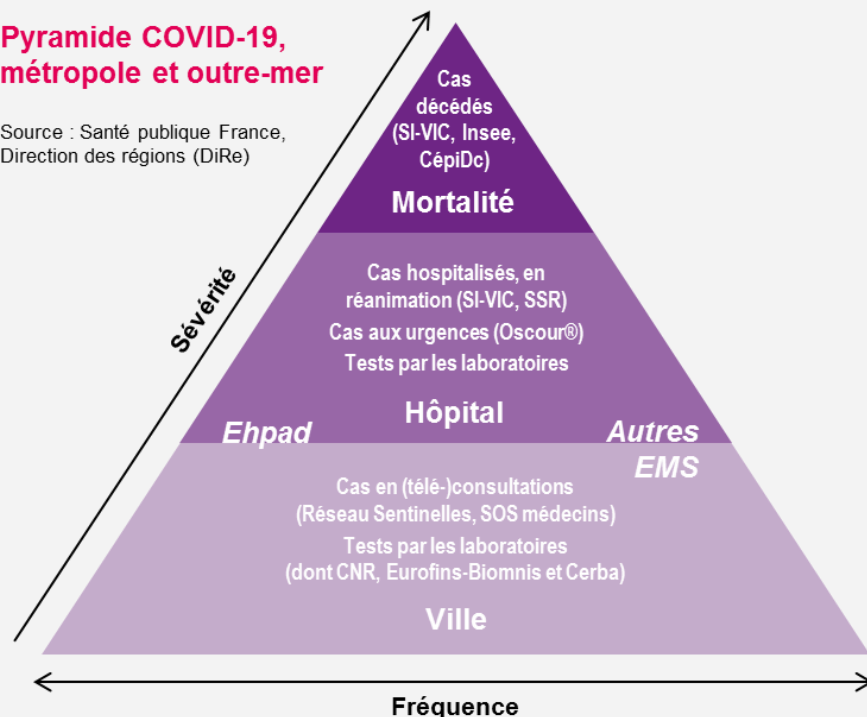 Pyramide COVID-19,
métropole et outre-mer
Source : Santé publique France,
Direction des régions (DiRe)
Cas
décédés
(SI-VIC, Insee,
CépiDc)
Mortalité
Sévérité
Cas hospitalisés, en
réanimation (SI-VIC, SSR)
Cas aux urgences (Oscour®)
Tests par les laboratoires
Hôpital
Ehpad
Autres
EMS
Cas en (télé-)consultations
(Réseau Sentinelles, SOS médecins)
Tests par les laboratoires
(dont CNR, Eurofins-Biomnis et Cerba)
Ville
Fréquence